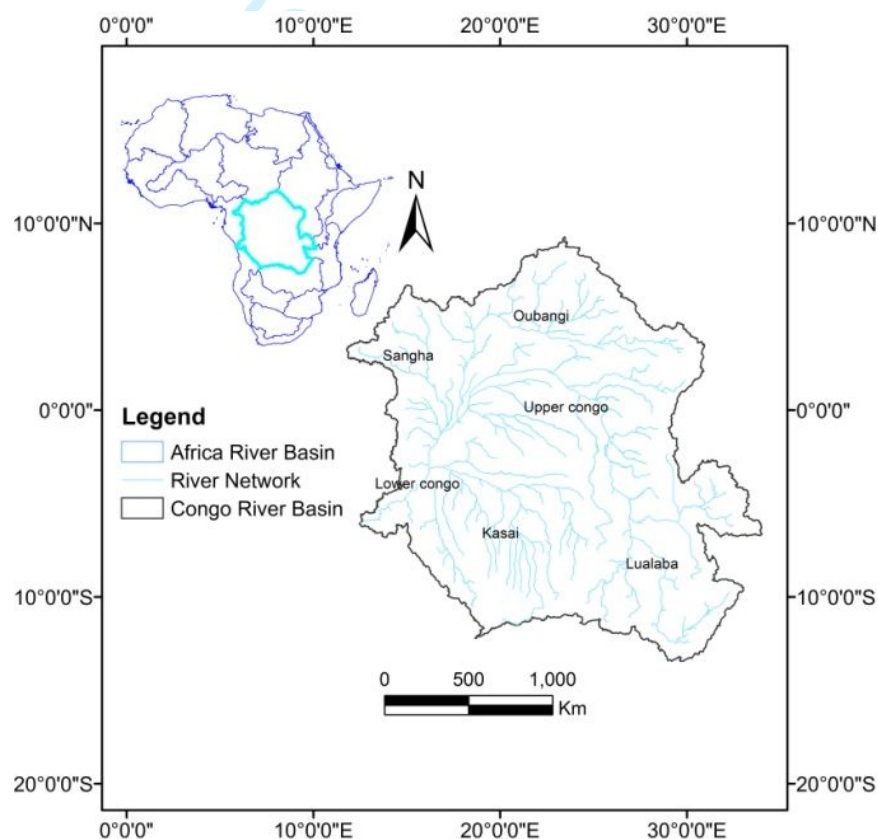 0°0'0" 10°0'0"E 20°0'0"E 30°0'0"E
N
10°0'0"N 10°0'0"N
Oubangi
Sangha
0°0'0" 0°0'0"
Upper congo
Legend
Africa River Basin
River Network
Congo River Basin
Lower congo
Kasai
Lualaba
10°0'0"S 10°0'0"S
0 500 1,000
Km
20°0'0"S 20°0'0"S
0°0'0" 10°0'0"E 20°0'0"E 30°0'0"E